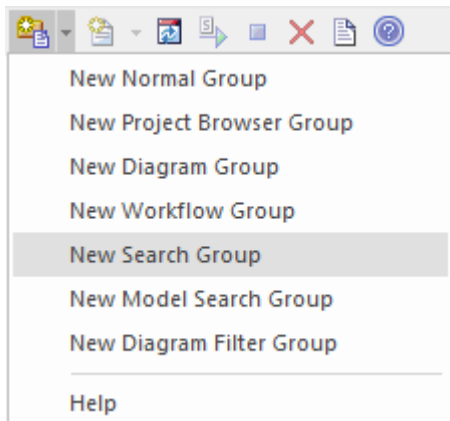 S
New Normal Group
New Project Browser Group
New Diagram Group
New Workflow Group
New Search Group
New Model Search Group
New Diagram Filter Group
Help